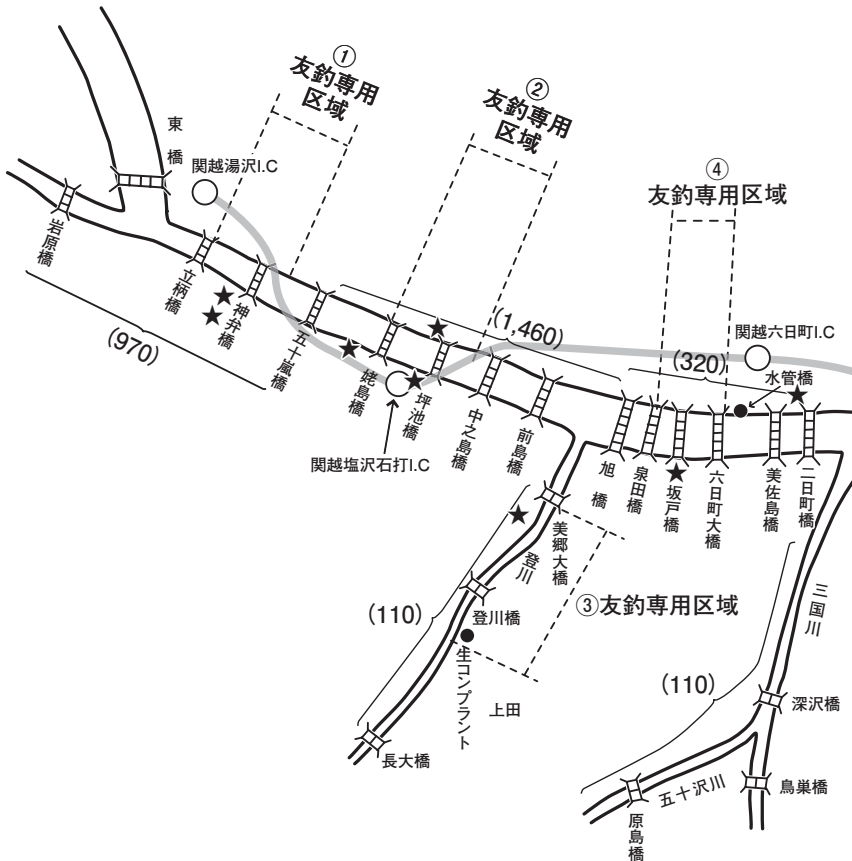 ①
友釣専用
区域
②
友釣専用
区域
④
友釣専用区域
東橋
関越湯沢I.C
岩原橋
立柄橋
神弁橋
五十嵐橋
姥島橋
坪池橋
中之島橋
前島橋
旭橋
泉田橋
坂戸橋
六日町大橋
美佐島橋
二日町橋
(970)
(1,460)
(320)
関越六日町I.C
水管橋
関越塩沢石打I.C
美郷大橋
登川
(110)
登川橋
生コンプラント
上田
長大橋
③友釣専用区域
三国川
(110)
深沢橋
五十沢川
鳥巣橋
原島橋